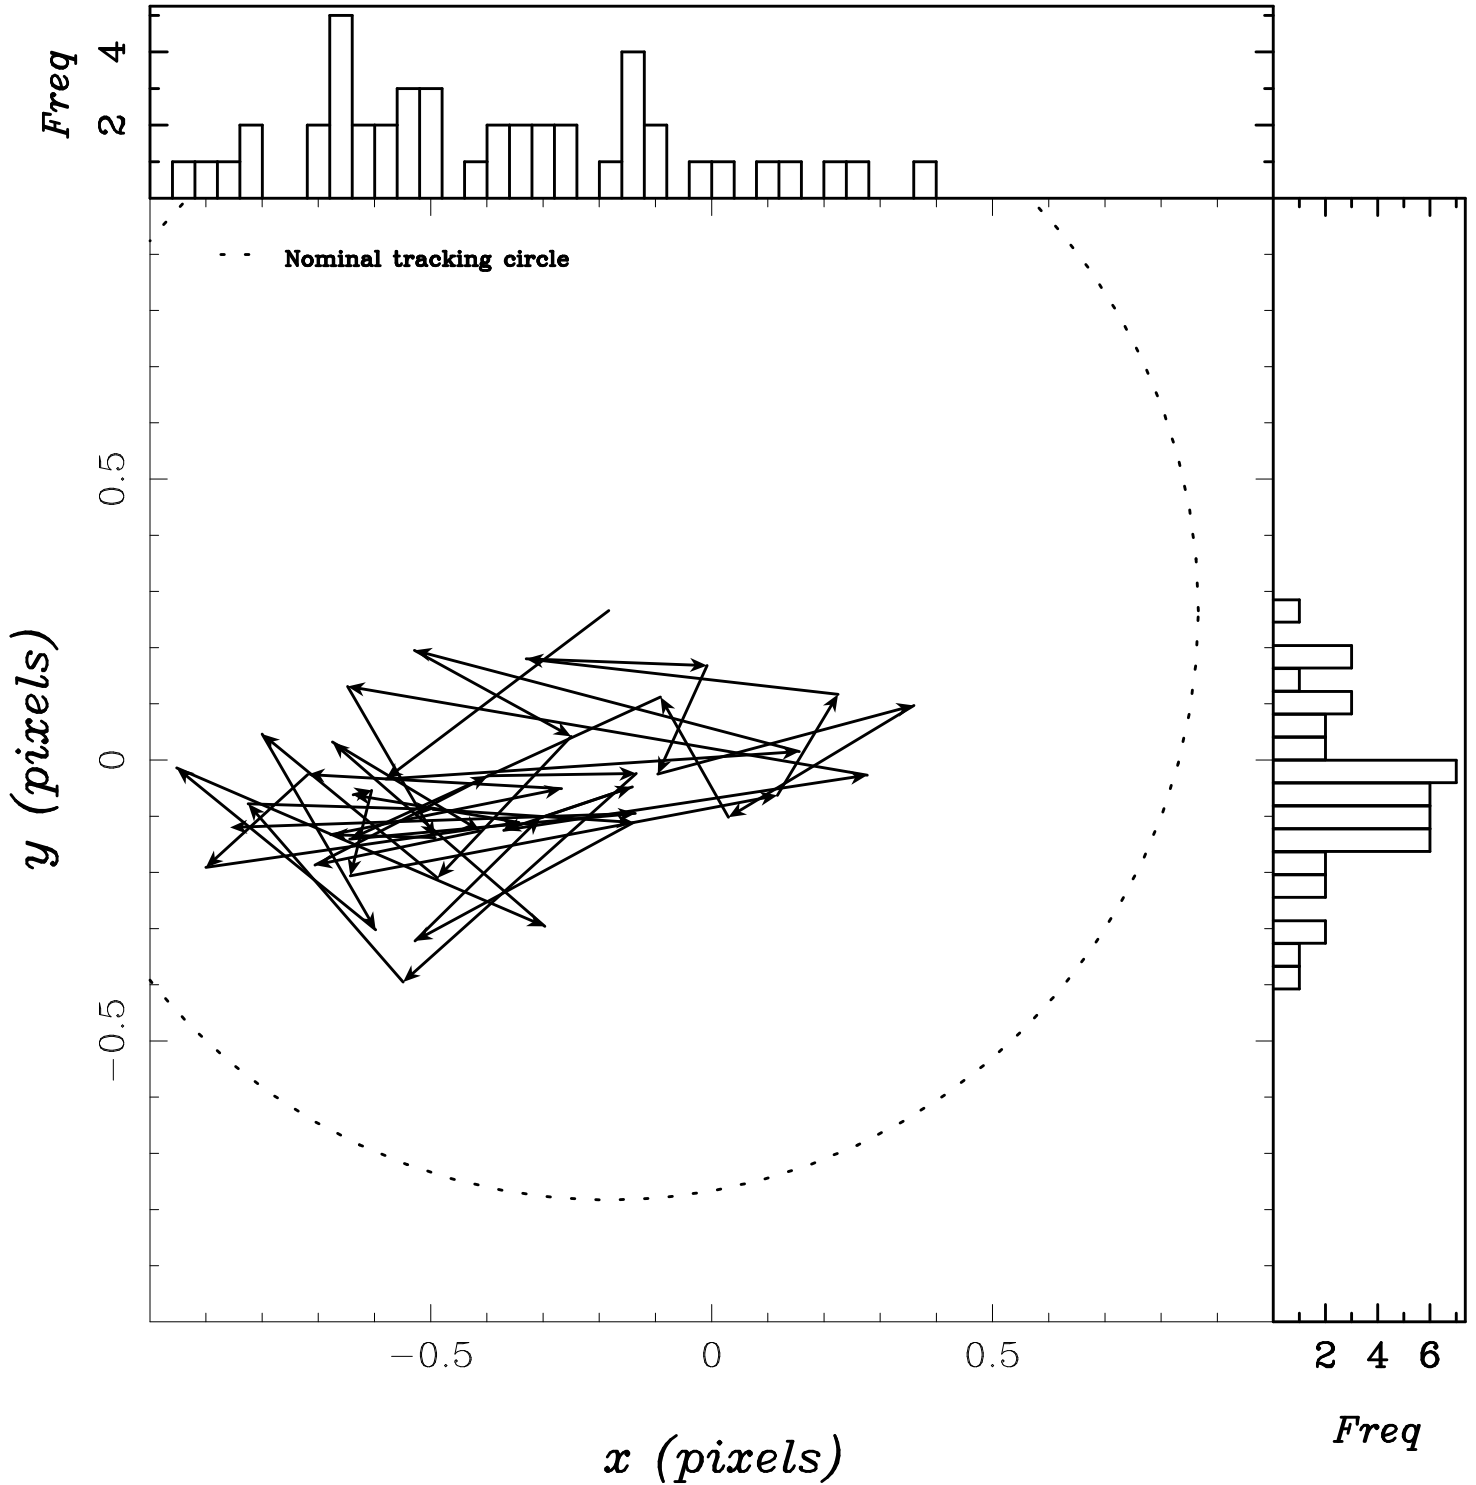 Freq
4
2
Nominal tracking circle
y (pixels)
0.5
0
−0.5
−0.5 0 0.5
2 4 6
x (pixels)
Freq